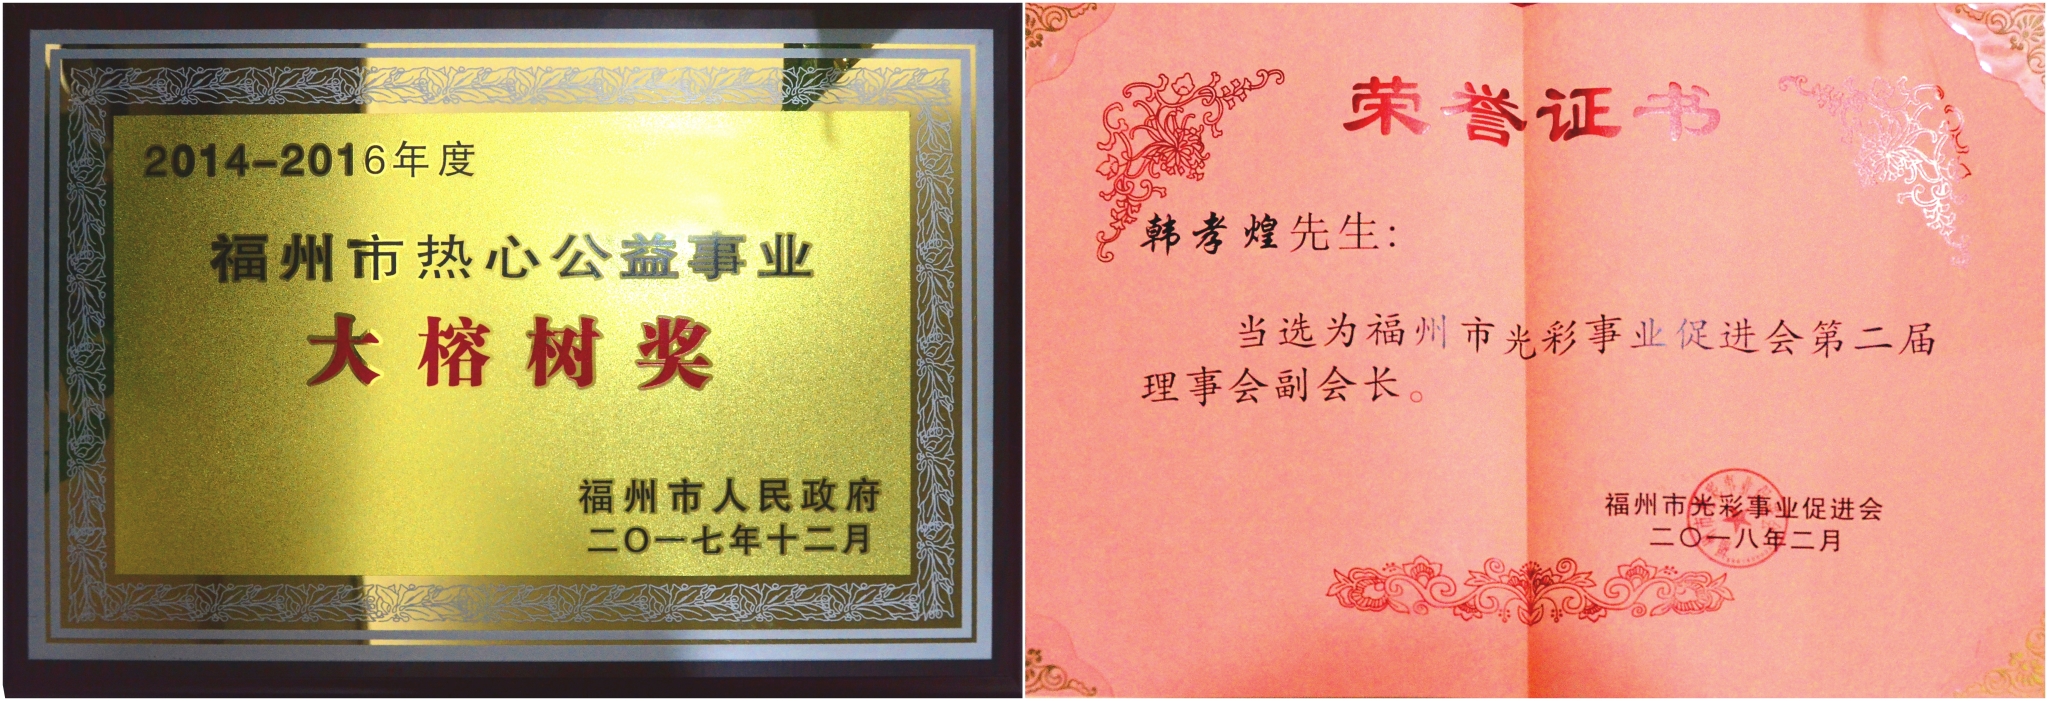 2014-2016年度
福州市热心公益事业
大榕树奖
福州市人民政府
二〇一七年十二月
荣誉证书
韩孝煌先生:
当选为福州市光彩事业促进会第二届
理事会副会长。
福州市光彩事业促进会
二〇一八年二月